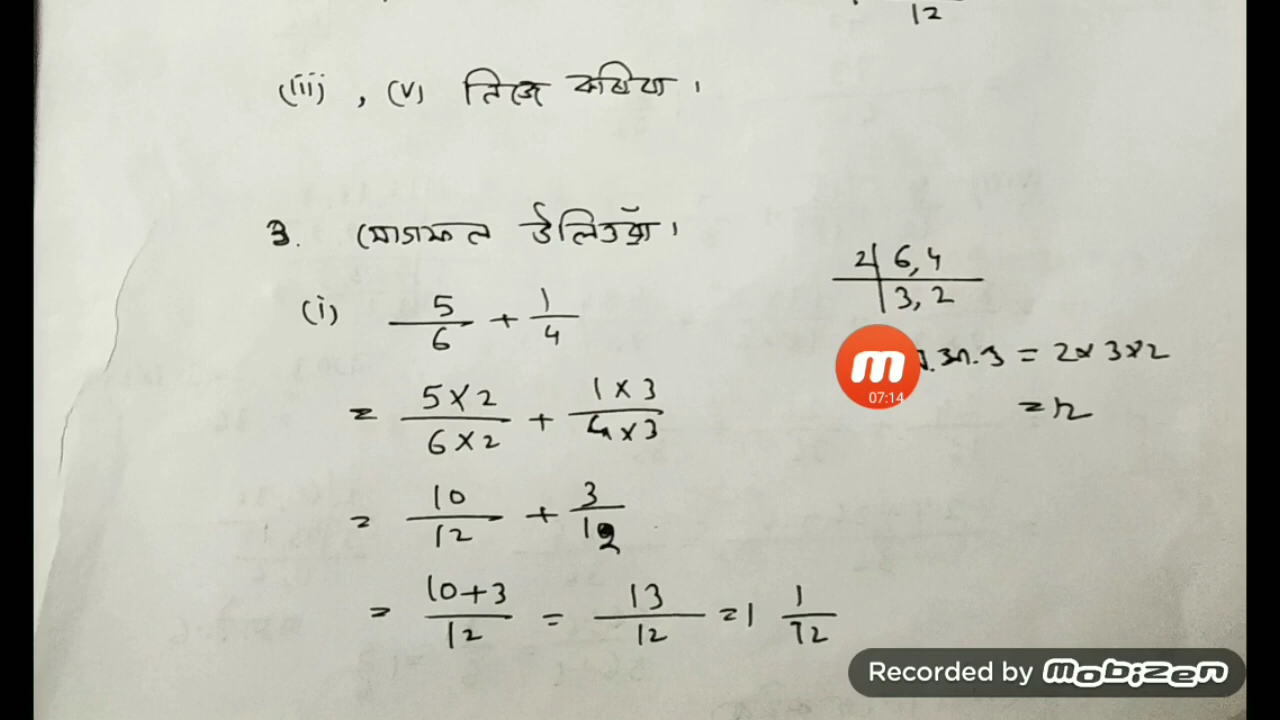 12
(iii) , (v) নিজে কৰিবা ।
3. যোগফল উলিওৱাঁ ।
2 | 6, 4
3, 2
(i) 5/6 + 1/4
= 5×2/6×2 + 1×3/4×3
.সা.গু = 2×3×2
= 12
= 10/12 + 3/12
= 10+3/12 = 13/12 = 1 1/12
07:14
Recorded by mobizen